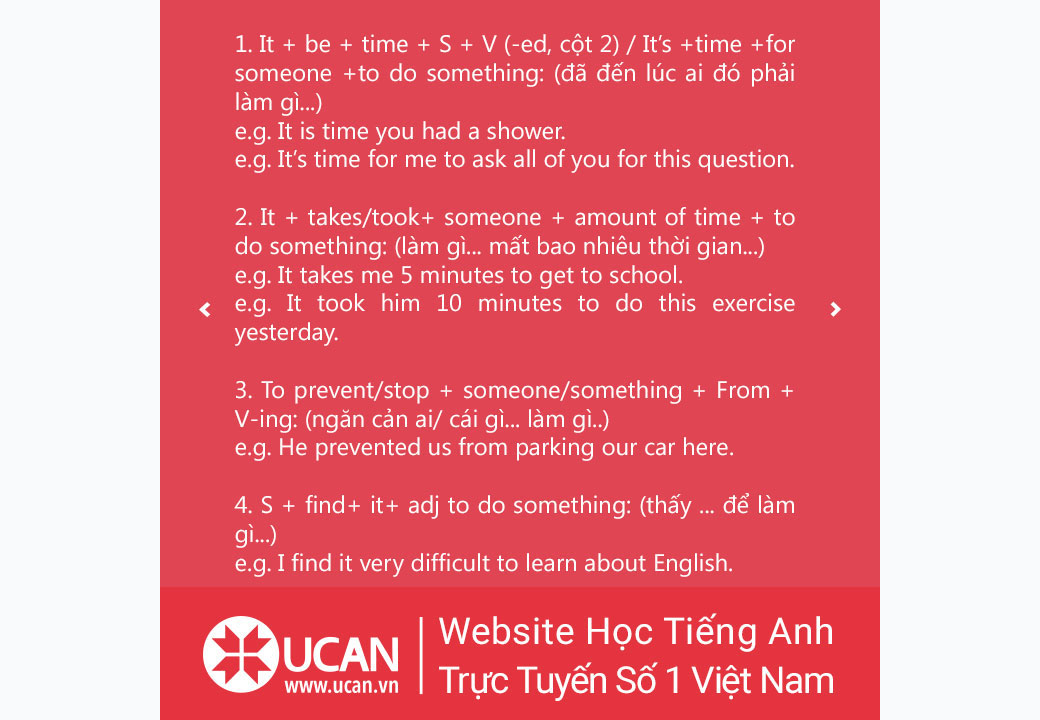 1. It + be + time + S + V (-ed, cột 2) / It’s +time +for
someone +to do something: (đã đến lúc ai đó phải
làm gì...)
e.g. It is time you had a shower.
e.g. It’s time for me to ask all of you for this question.
2. It + takes/took+ someone + amount of time + to
do something: (làm gì... mất bao nhiêu thời gian...)
e.g. It takes me 5 minutes to get to school.
e.g. It took him 10 minutes to do this exercise
yesterday.
3. To prevent/stop + someone/something + From +
V-ing: (ngăn cản ai/ cái gì... làm gì..)
e.g. He prevented us from parking our car here.
4. S + find+ it+ adj to do something: (thấy ... để làm
gì...)
e.g. I find it very difficult to learn about English.
UCAN
www.ucan.vn
Website Học Tiếng Anh
Trực Tuyến Số 1 Việt Nam